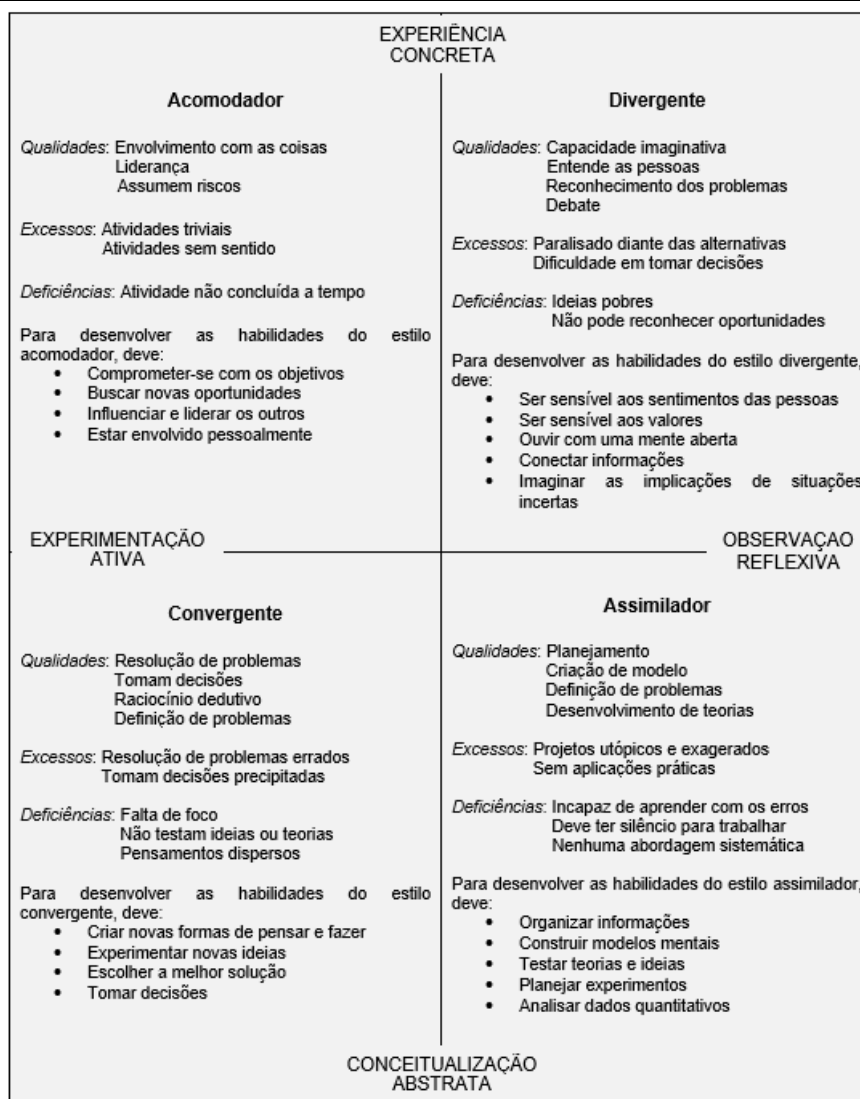 EXPERIÊNCIA
CONCRETA
Acomodador
Qualidades: Envolvimento com as coisas
Liderança
Assumem riscos
Excessos: Atividades triviais
Atividades sem sentido
Deficiências: Atividade não concluída a tempo
Para desenvolver as habilidades do estilo
acomodador, deve:
• Comprometer-se com os objetivos
• Buscar novas oportunidades
• Influenciar e liderar os outros
• Estar envolvido pessoalmente
Divergente
Qualidades: Capacidade imaginativa
Entende as pessoas
Reconhecimento dos problemas
Debate
Excessos: Paralisado diante das alternativas
Dificuldade em tomar decisões
Deficiências: Ideias pobres
Não pode reconhecer oportunidades
Para desenvolver as habilidades do estilo divergente,
deve:
• Ser sensível aos sentimentos das pessoas
• Ser sensível aos valores
• Ouvir com uma mente aberta
• Conectar informações
• Imaginar as implicações de situações
incertas
EXPERIMENTAÇÃO
ATIVA
OBSERVAÇAO
REFLEXIVA
Convergente
Qualidades: Resolução de problemas
Tomam decisões
Raciocínio dedutivo
Definição de problemas
Excessos: Resolução de problemas errados
Tomam decisões precipitadas
Deficiências: Falta de foco
Não testam ideias ou teorias
Pensamentos dispersos
Para desenvolver as habilidades do estilo
convergente, deve:
• Criar novas formas de pensar e fazer
• Experimentar novas ideias
• Escolher a melhor solução
• Tomar decisões
Assimilador
Qualidades: Planejamento
Criação de modelo
Definição de problemas
Desenvolvimento de teorias
Excessos: Projetos utópicos e exagerados
Sem aplicações práticas
Deficiências: Incapaz de aprender com os erros
Deve ter silêncio para trabalhar
Nenhuma abordagem sistemática
Para desenvolver as habilidades do estilo assimilador,
deve:
• Organizar informações
• Construir modelos mentais
• Testar teorias e ideias
• Planejar experimentos
• Analisar dados quantitativos
CONCEITUALIZAÇÃO
ABSTRATA